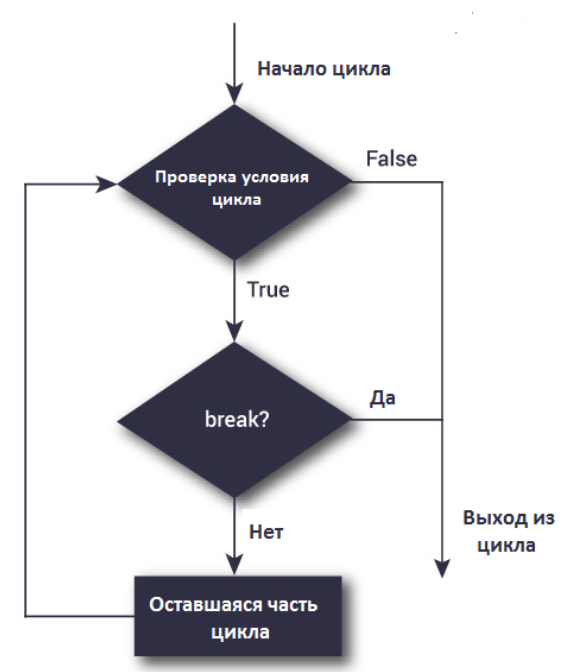 Начало цикла
Проверка условия
цикла
False
True
break?
Да
Нет
Выход из
цикла
Оставшаяся часть
цикла